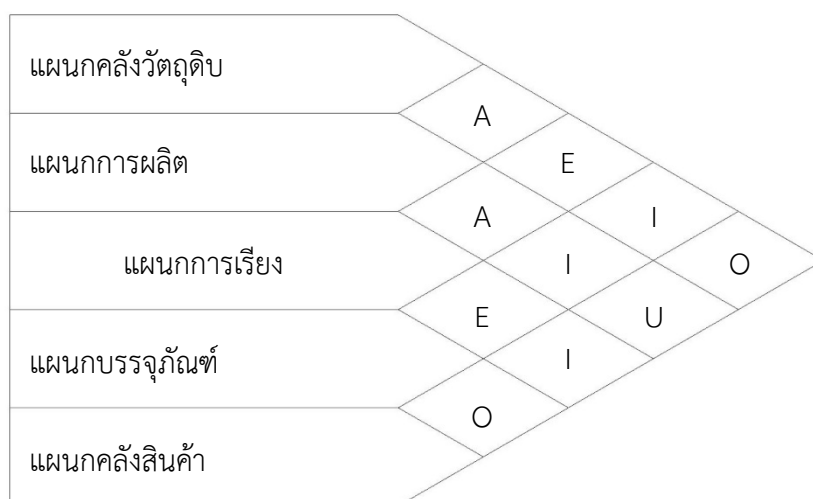 แผนกคลังวัตถุดิบ
A
แผนกการผลิต
E
A
I
แผนกการเรียง
I
O
E
U
แผนกบรรจุภัณฑ์
I
O
แผนกคลังสินค้า